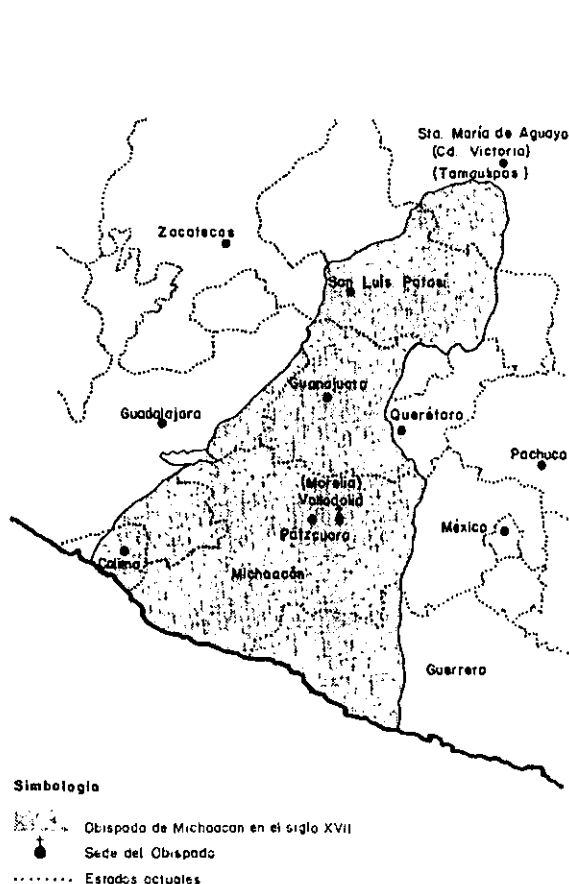 Sta. María de Aguayo
(Cd. Victoria)
(Tamaulipas)
Zacatecas
San Luis Potosí
Guanajuato
Guadalajara
Querétaro
Pachuca
(Morelia)
Valladolid
México
Pátzcuaro
Colima
Michoacán
Guerrero
Simbología
Obispado de Michoacan en el siglo XVII
Sede del Obispado
Estados actuales